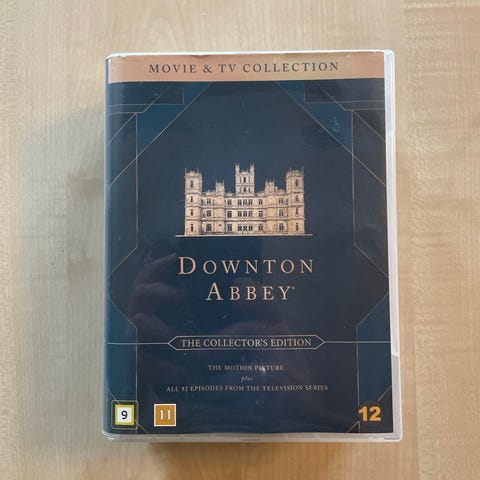 MOVIE & TV COLLECTION
DOWNTON
ABBEY
THE COLLECTOR'S EDITION
THE MOTION PICTURE
plus
ALL 52 EPISODES FROM THE TELEVISION SERIES
9 11 12